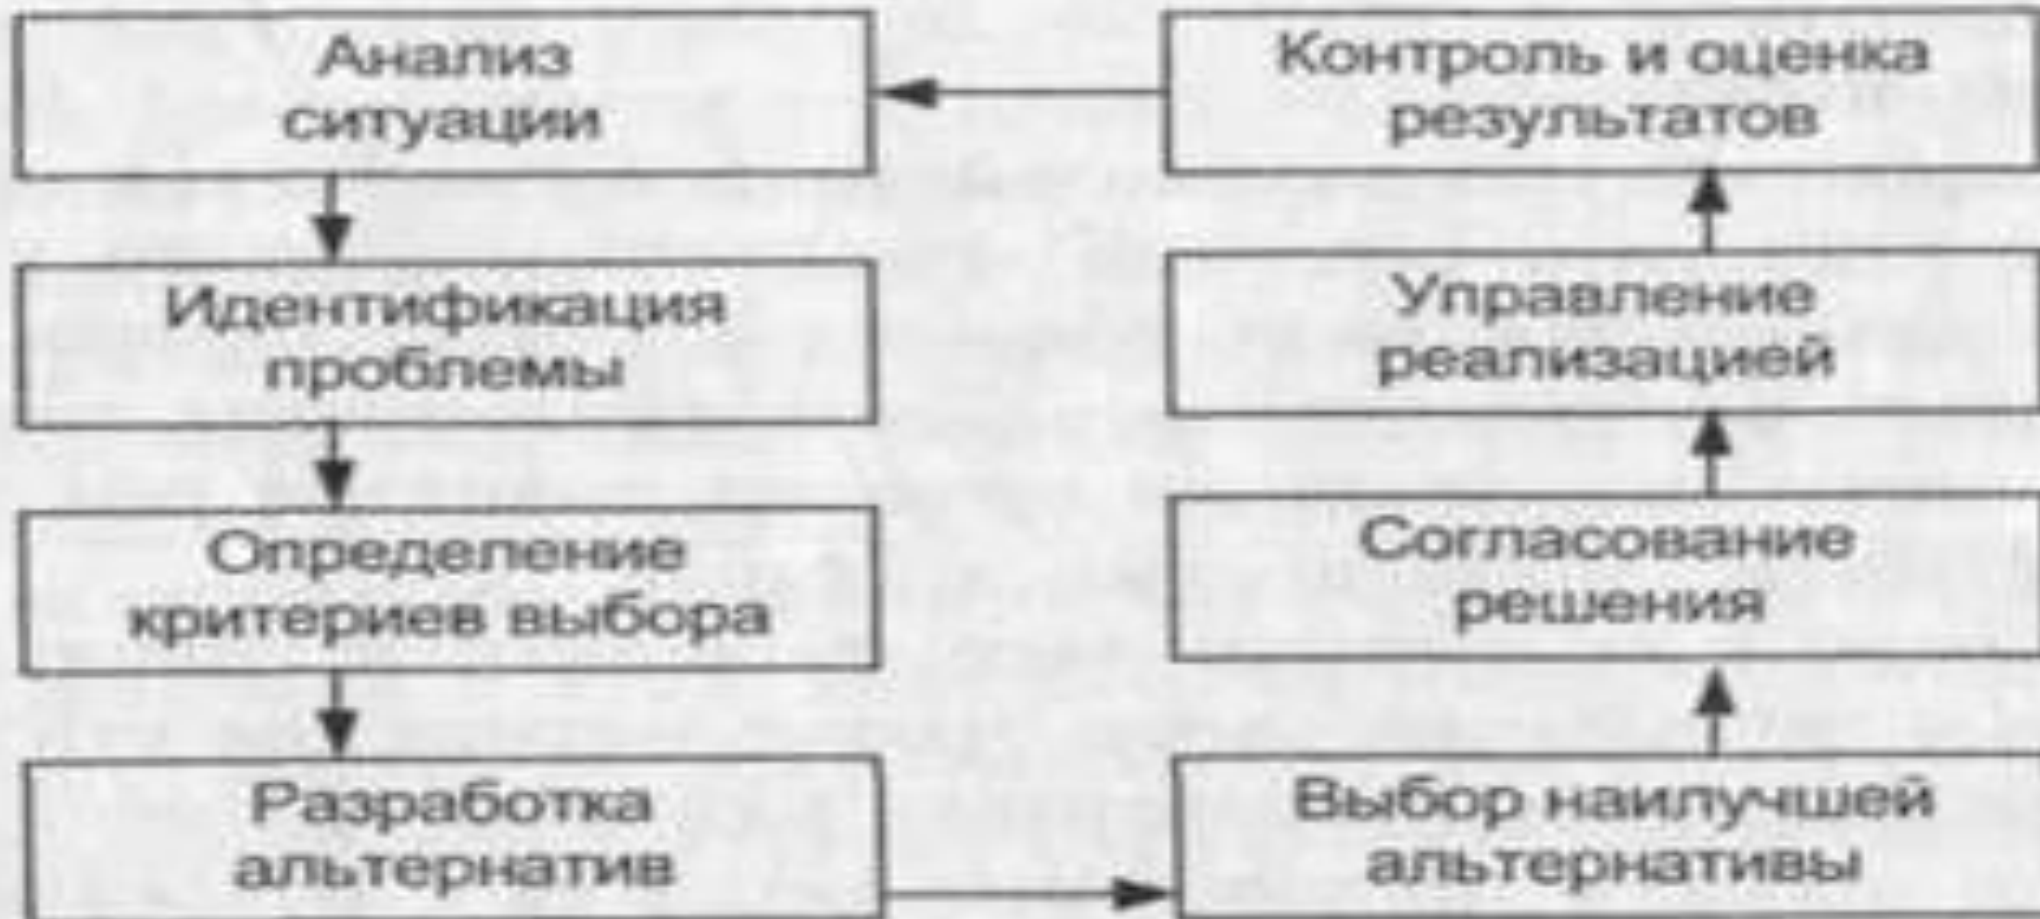 Анализ
ситуации
Идентификация
проблемы
Определение
критериев выбора
Разработка
альтернатив
Выбор наилучшей
альтернативы
Согласование
решения
Управление
реализацией
Контроль и оценка
результатов